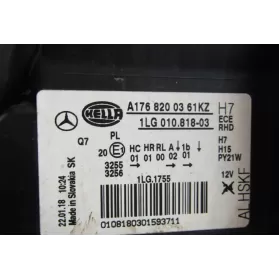 HELLA
A176 820 03 61KZ H7
1LG 010.818-03 ECE
RHD
Q7 PL HC HR RL A 1b H7
20 E1 01 01 00 02 01 H15
3255 PY21W
3256 12V
1LG.1755
22.01.18 10:24
Made in Slovakia SK
ALHSKF
0108180301593711